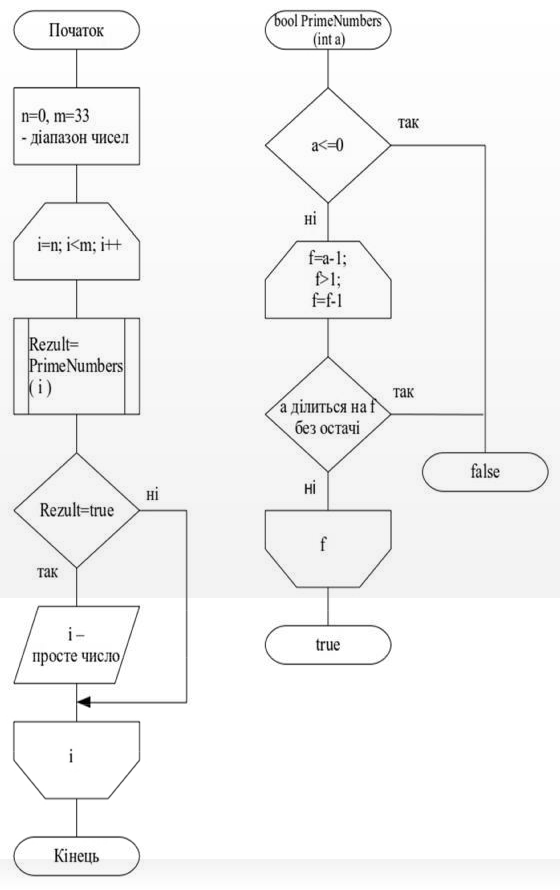 Початок
n=0, m=33
- діапазон чисел
i=n; i<m; i++
Rezult=
PrimeNumbers
( i )
Rezult=true
ні
так
i –
просте число
i
Кінець
bool PrimeNumbers
(int a)
a<=0
так
ні
f=a-1;
f>1;
f=f-1
а ділиться на f
без остачі
так
ні
false
f
true